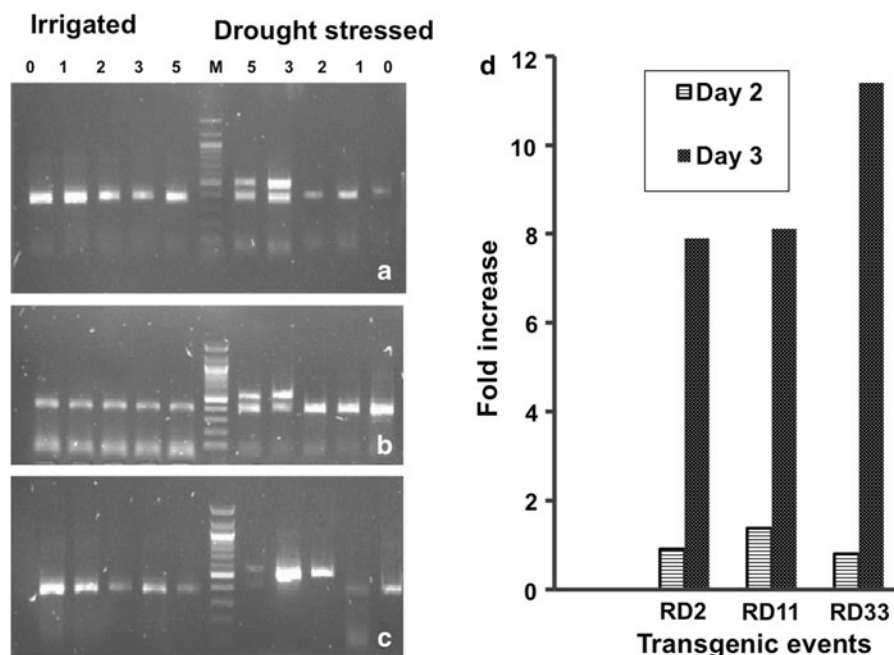 Irrigated
Drought stressed
0 1 2 3 5 M 5 3 2 1 0
a
b
c
d
12
10
8
6
4
2
0
Fold increase
Day 2
Day 3
RD2 RD11 RD33
Transgenic events